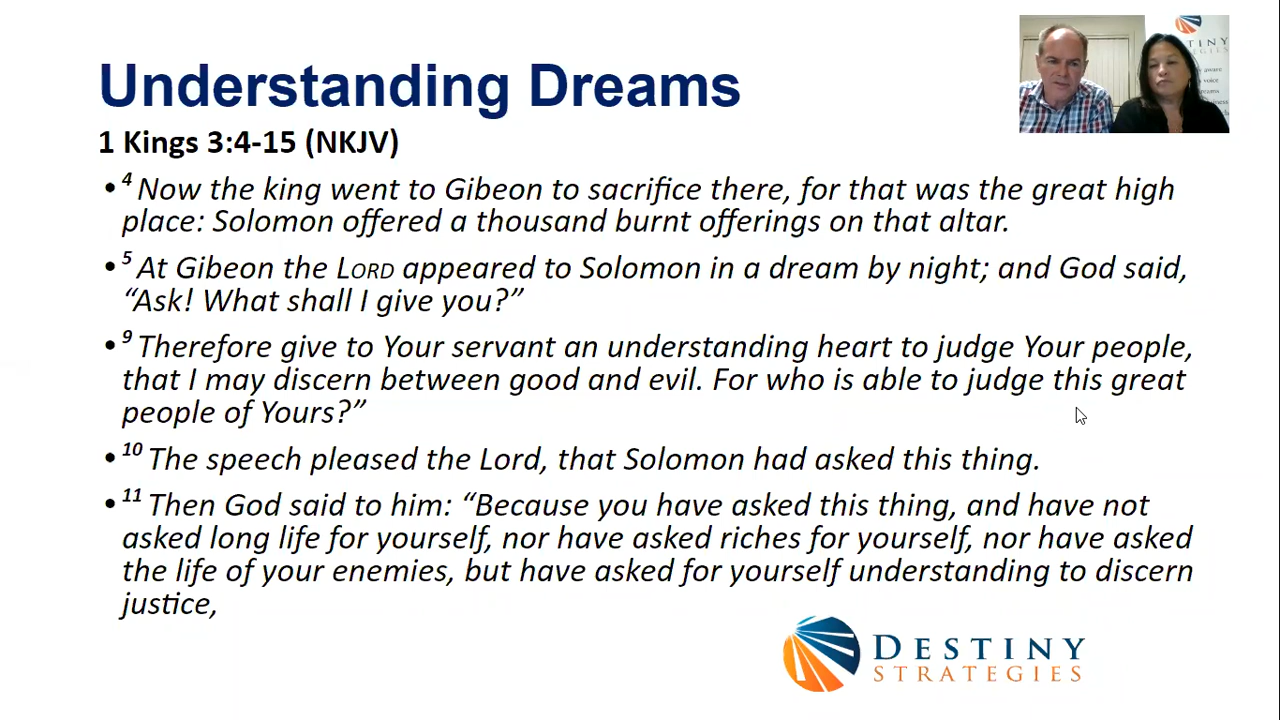 Understanding Dreams
1 Kings 3:4-15 (NKJV)
• 4 Now the king went to Gibeon to sacrifice there, for that was the great high
place: Solomon offered a thousand burnt offerings on that altar.
• 5 At Gibeon the LORD appeared to Solomon in a dream by night; and God said,
“Ask! What shall I give you?”
• 9 Therefore give to Your servant an understanding heart to judge Your people,
that I may discern between good and evil. For who is able to judge this great
people of Yours?”
• 10 The speech pleased the Lord, that Solomon had asked this thing.
• 11 Then God said to him: “Because you have asked this thing, and have not
asked long life for yourself, nor have asked riches for yourself, nor have asked
the life of your enemies, but have asked for yourself understanding to discern
justice,
DESTINY
STRATEGIES
TINY
TEGIES
aware
voice